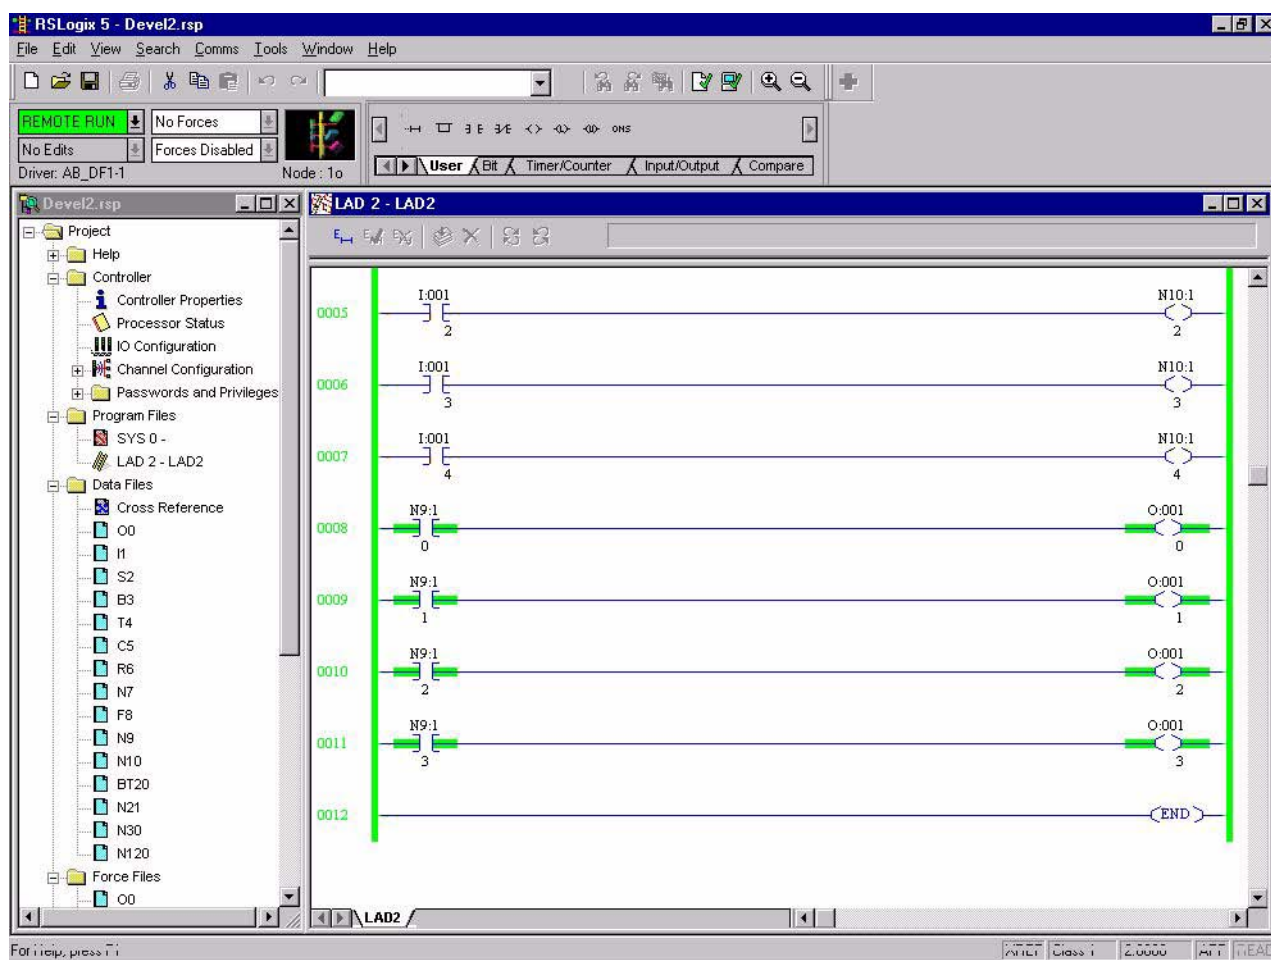 RSLogix 5 - Devel2.rsp
File Edit View Search Comms Tools Window Help
REMOTE RUN No Forces
No Edits Forces Disabled
Driver: AB_DF1-1 Node : 1o
ONS
User Bit Timer/Counter Input/Output Compare
Devel2.rsp
Project
Help
Controller
Controller Properties
Processor Status
IO Configuration
Channel Configuration
Passwords and Privileges
Program Files
SYS 0 -
LAD 2 - LAD2
Data Files
Cross Reference
O0
I1
S2
B3
T4
C5
R6
N7
F8
N9
N10
BT20
N21
N30
N120
Force Files
O0
LAD 2 - LAD2
I:001 N10:1
0005
2 2
I:001 N10:1
0006
3 3
I:001 N10:1
0007
4 4
N9:1 O:001
0008
0 0
N9:1 O:001
0009
1 1
N9:1 O:001
0010
2 2
N9:1 O:001
0011
3 3
0012 END
LAD2
For Help, press F1